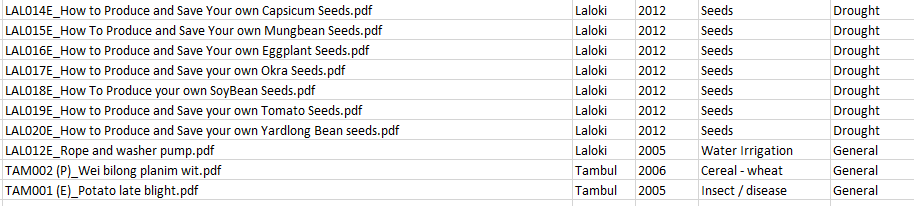 LAL014E_How to Produce and Save Your own Capsicum Seeds.pdf Laloki 2012 Seeds Drought
LAL015E_How To Produce and Save Your own Mungbean Seeds.pdf Laloki 2012 Seeds Drought
LAL016E_How to Produce and Save Your own Eggplant Seeds.pdf Laloki 2012 Seeds Drought
LAL017E_How to Produce and Save your own Okra Seeds.pdf Laloki 2012 Seeds Drought
LAL018E_How To Produce your own SoyBean Seeds.pdf Laloki 2012 Seeds Drought
LAL019E_How to Produce and Save your own Tomato Seeds.pdf Laloki 2012 Seeds Drought
LAL020E_How to Produce and Save your own Yardlong Bean seeds.pdf Laloki 2012 Seeds Drought
LAL012E_Rope and washer pump.pdf Laloki 2005 Water Irrigation General
TAM002 (P)_Wei bilong planim wit.pdf Tambul 2006 Cereal - wheat General
TAM001 (E)_Potato late blight.pdf Tambul 2005 Insect / disease General